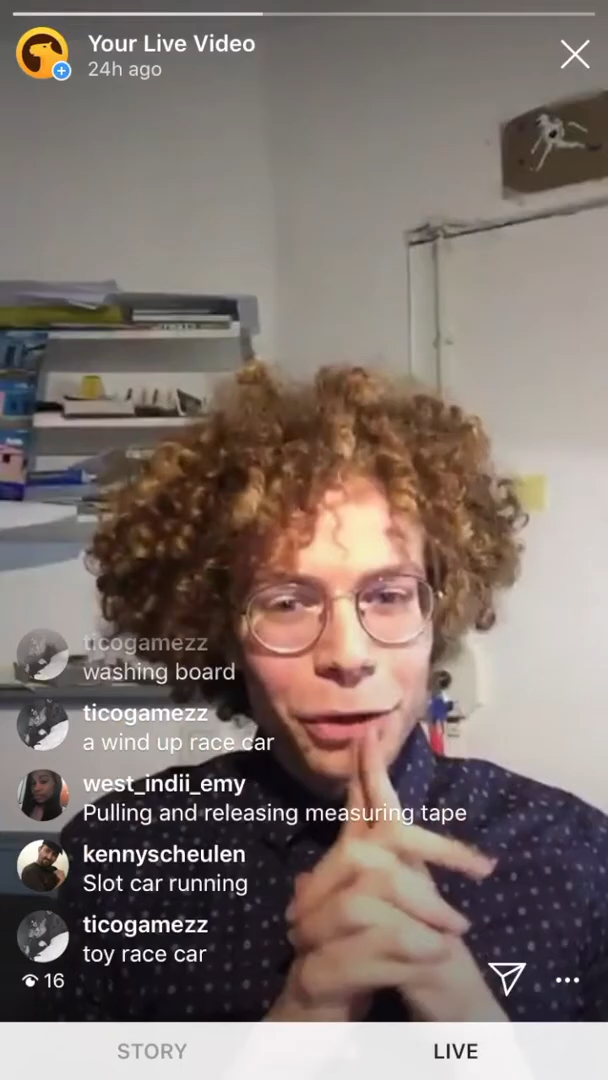 Your Live Video
24h ago
ticogamezz
washing board
ticogamezz
a wind up race car
west_indii_emy
Pulling and releasing measuring tape
kennyscheulen
Slot car running
ticogamezz
toy race car
16
STORY
LIVE